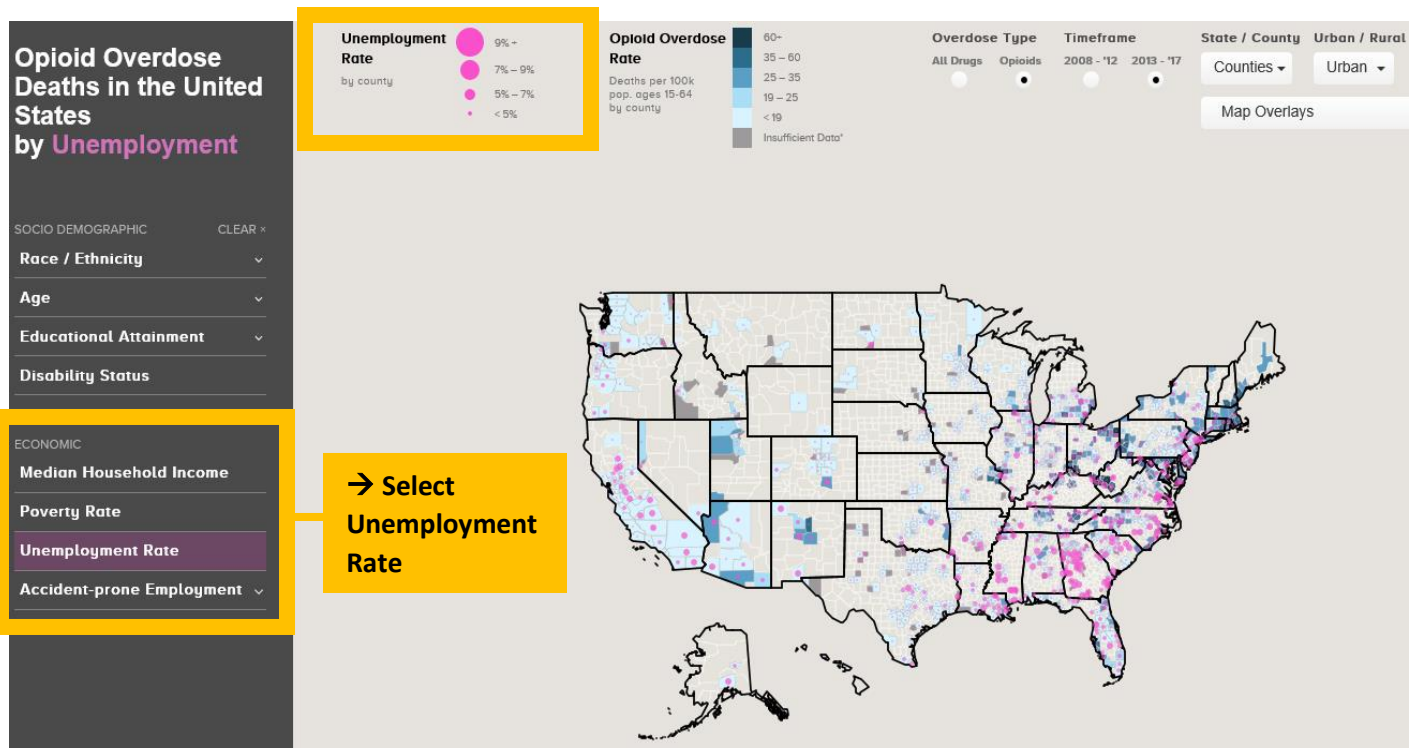 Opioid Overdose
Deaths in the United
States
by Unemployment
SOCIO DEMOGRAPHIC CLEAR ×
Race / Ethnicity
Age
Educational Attainment
Disability Status
ECONOMIC
Median Household Income
Poverty Rate
Unemployment Rate
Accident-prone Employment
→ Select
Unemployment
Rate
Unemployment
Rate
by county
9% +
7% – 9%
5% – 7%
< 5%
Opioid Overdose
Rate
Deaths per 100k
pop. ages 15-64
by county
60+
35 – 60
25 – 35
19 – 25
< 19
Insufficient Data*
Overdose Type
All Drugs Opioids
Timeframe
2008 - '12 2013 - '17
State / County
Counties
Urban / Rural
Urban
Map Overlays